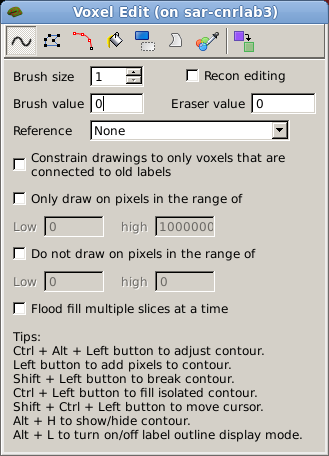 Voxel Edit (on sar-cnrlab3)
Brush size 1 Recon editing
Brush value 0 Eraser value 0
Reference None
Constrain drawings to only voxels that are
connected to old labels
Only draw on pixels in the range of
Low 0 high 1000000
Do not draw on pixels in the range of
Low 0 high 0
Flood fill multiple slices at a time
Tips:
Ctrl + Alt + Left button to adjust contour.
Left button to add pixels to contour.
Shift + Left button to break contour.
Ctrl + Left button to fill isolated contour.
Shift + Ctrl + Left button to move cursor.
Alt + H to show/hide contour.
Alt + L to turn on/off label outline display mode.